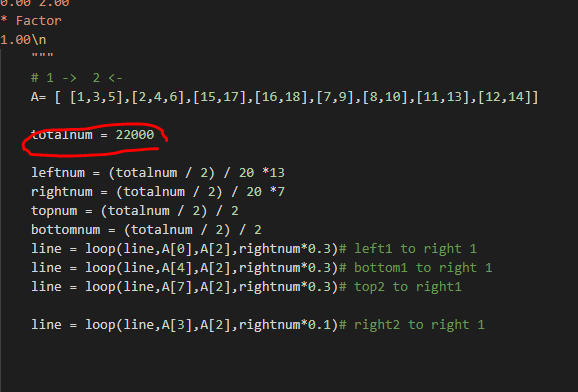 0.00 2.00
* Factor
1.00\n
"""
# 1 ->  2 <-
A= [ [1,3,5],[2,4,6],[15,17],[16,18],[7,9],[8,10],[11,13],[12,14]]
totalnum = 22000
leftnum = (totalnum / 2) / 20 *13
rightnum = (totalnum / 2) / 20 *7
topnum = (totalnum / 2) / 2
bottomnum = (totalnum / 2) / 2
line = loop(line,A[0],A[2],rightnum*0.3)# left1 to right 1
line = loop(line,A[4],A[2],rightnum*0.3)# bottom1 to right 1
line = loop(line,A[7],A[2],rightnum*0.3)# top2 to right1
line = loop(line,A[3],A[2],rightnum*0.1)# right2 to right 1